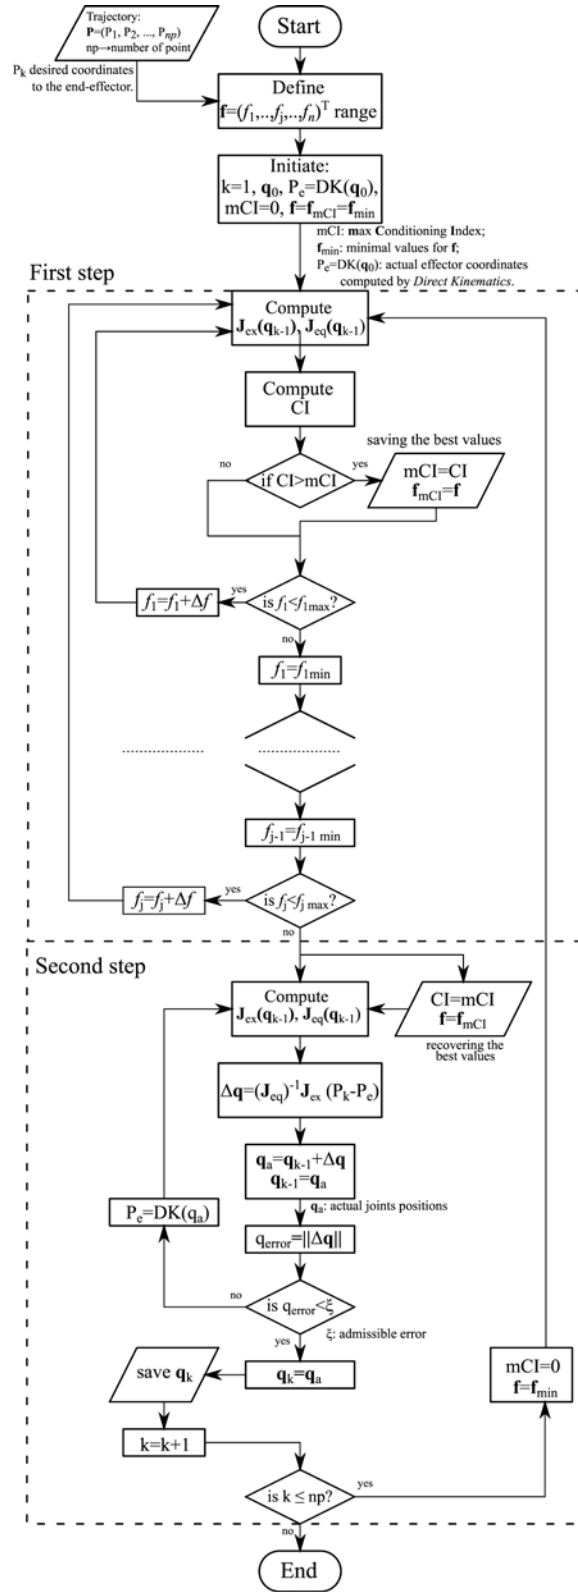 Trajectory:
P=(P1, P2, ..., Pnp)
np→number of point
Start
Pk desired coordinates
to the end-effector.
Define
f=(f1,..,fj,..,fn)T range
Initiate:
k=1, q0, Pe=DK(q0),
mCI=0, f=fmCI=fmin
mCI: max Conditioning Index;
fmin: minimal values for f;
Pe=DK(q0): actual effector coordinates
computed by Direct Kinematics.
First step
Compute
Jex(qk-1), Jeq(qk-1)
Compute
CI
saving the best values
no
if CI>mCI
yes
mCI=CI
fmCI=f
f1=f1+Δf
yes
is f1<f1max?
no
f1=f1min
fj-1=fj-1 min
fj=fj+Δf
yes
is fj<fj max?
no
Second step
Compute
Jex(qk-1), Jeq(qk-1)
CI=mCI
f=fmCI
recovering the
best values
Δq=(Jeq)-1Jex (Pk-Pe)
qa=qk-1+Δq
qk-1=qa
qa: actual joints positions
Pe=DK(qa)
qerror=||Δq||
no
is qerror<ξ
ξ: admissible error
yes
save qk
qk=qa
mCI=0
f=fmin
k=k+1
is k ≤ np?
yes
no
End